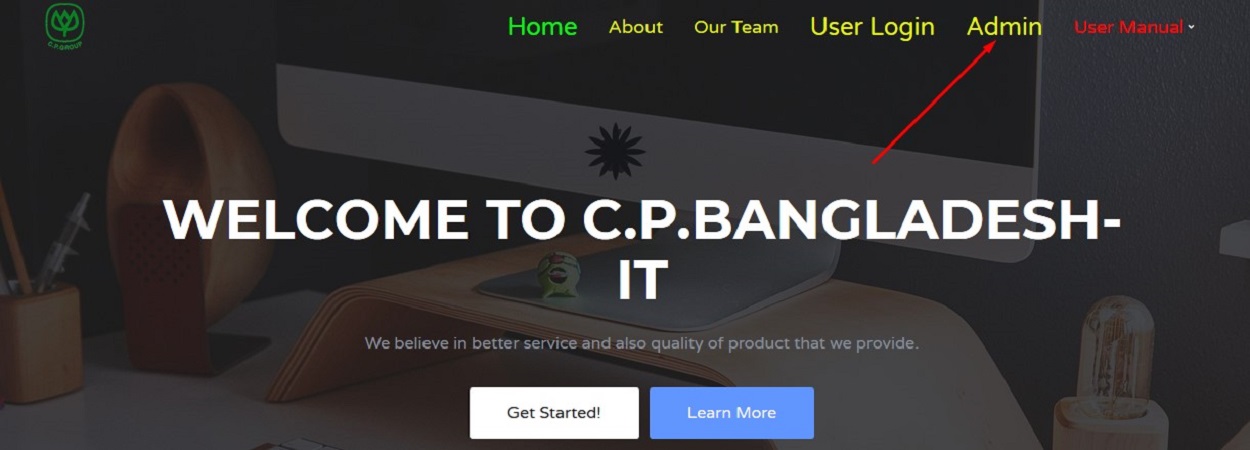 C.P.GROUP
Home About Our Team User Login Admin User Manual
WELCOME TO C.P.BANGLADESH-
IT
We believe in better service and also quality of product that we provide.
Get Started! Learn More